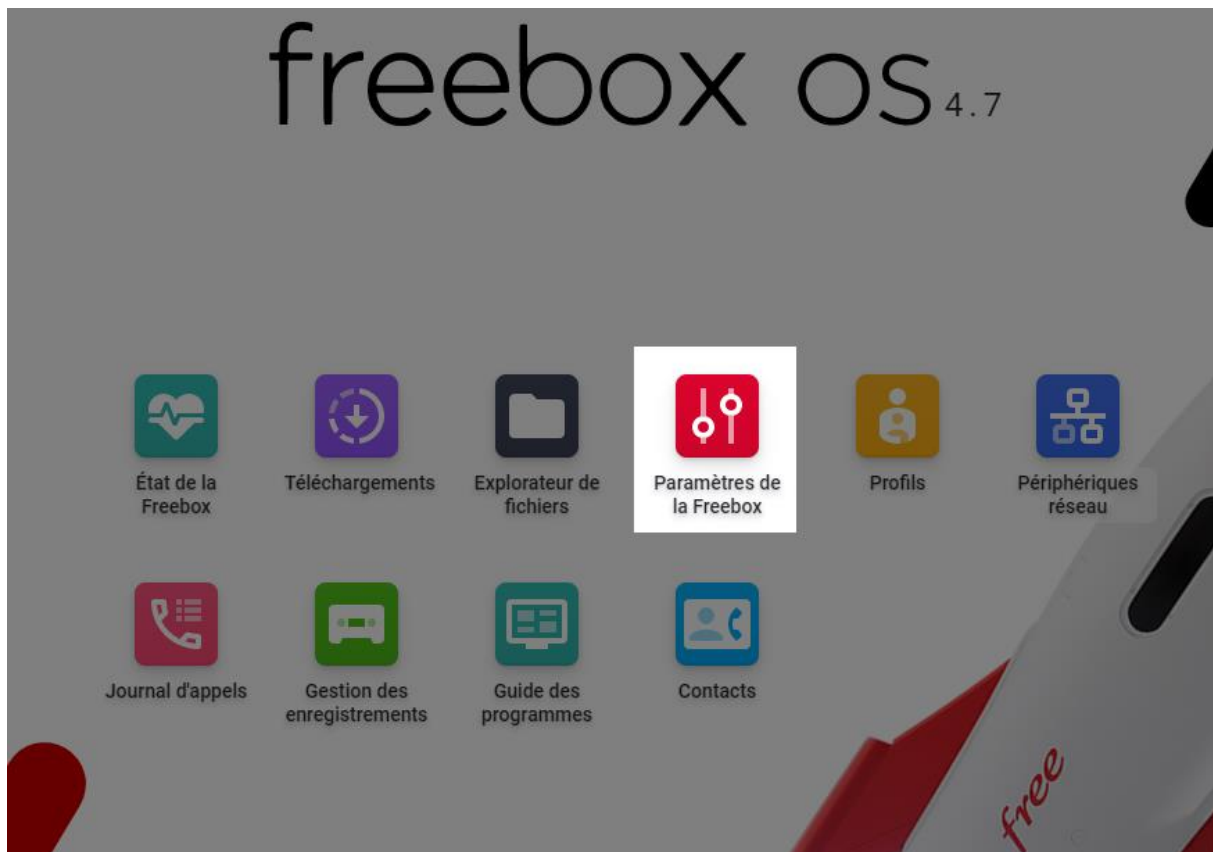 freebox os 4.7
État de la
Freebox
Téléchargements
Explorateur de
fichiers
Paramètres de
la Freebox
Profils
Périphériques
réseau
Journal d'appels
Gestion des
enregistrements
Guide des
programmes
Contacts
free